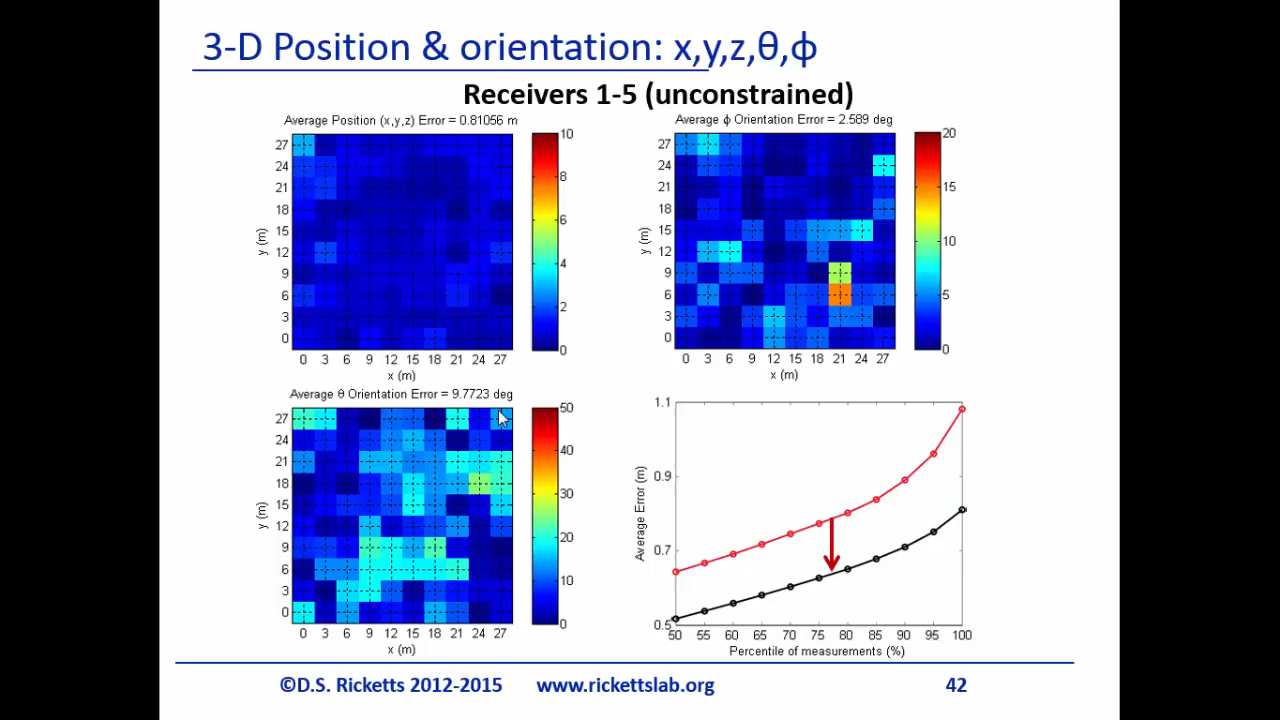 3-D Position & orientation: x,y,z,θ,ϕ
Receivers 1-5 (unconstrained)
Average Position (x,y,z) Error = 0.81056 m
27
24
21
18
15
12
9
6
3
0
y (m)
0 3 6 9 12 15 18 21 24 27
x (m)
10
8
6
4
2
0
Average ϕ Orientation Error = 2.589 deg
27
24
21
18
15
12
9
6
3
0
y (m)
0 3 6 9 12 15 18 21 24 27
x (m)
20
15
10
5
0
Average θ Orientation Error = 9.7723 deg
27
24
21
18
15
12
9
6
3
0
y (m)
0 3 6 9 12 15 18 21 24 27
x (m)
50
40
30
20
10
0
1.1
0.9
0.7
0.5
Average Error (m)
50 55 60 65 70 75 80 85 90 95 100
Percentile of measurements (%)
©D.S. Ricketts 2012-2015 www.rickettslab.org 42